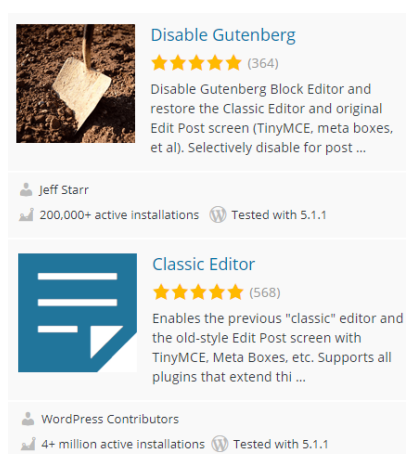 Disable Gutenberg
(364)
Disable Gutenberg Block Editor and
restore the Classic Editor and original
Edit Post screen (TinyMCE, meta boxes,
et al). Selectively disable for post ...
Jeff Starr
200,000+ active installations Tested with 5.1.1
Classic Editor
(568)
Enables the previous "classic" editor and
the old-style Edit Post screen with
TinyMCE, Meta Boxes, etc. Supports all
plugins that extend thi ...
WordPress Contributors
4+ million active installations Tested with 5.1.1